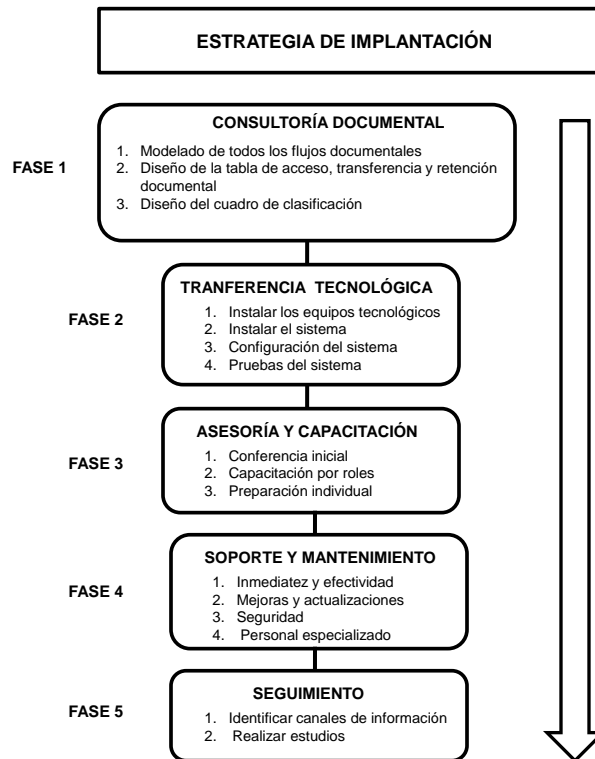 ESTRATEGIA DE IMPLANTACIÓN
FASE 1
CONSULTORÍA DOCUMENTAL
1. Modelado de todos los flujos documentales
2. Diseño de la tabla de acceso, transferencia y retención
documental
3. Diseño del cuadro de clasificación
FASE 2
TRANFERENCIA TECNOLÓGICA
1. Instalar los equipos tecnológicos
2. Instalar el sistema
3. Configuración del sistema
4. Pruebas del sistema
FASE 3
ASESORÍA Y CAPACITACIÓN
1. Conferencia inicial
2. Capacitación por roles
3. Preparación individual
FASE 4
SOPORTE Y MANTENIMIENTO
1. Inmediatez y efectividad
2. Mejoras y actualizaciones
3. Seguridad
4. Personal especializado
FASE 5
SEGUIMIENTO
1. Identificar canales de información
2. Realizar estudios